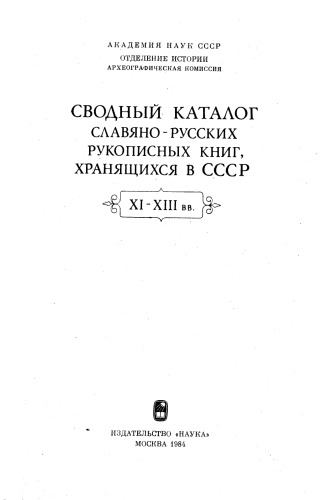 АКАДЕМИЯ НАУК СССР
ОТДЕЛЕНИЕ ИСТОРИИ
АРХЕОГРАФИЧЕСКАЯ КОМИССИЯ
СВОДНЫЙ КАТАЛОГ
СЛАВЯНО-РУССКИХ
РУКОПИСНЫХ КНИГ,
ХРАНЯЩИХСЯ В СССР
XI-XIII вв.
ИЗДАТЕЛЬСТВО «НАУКА»
МОСКВА 1984